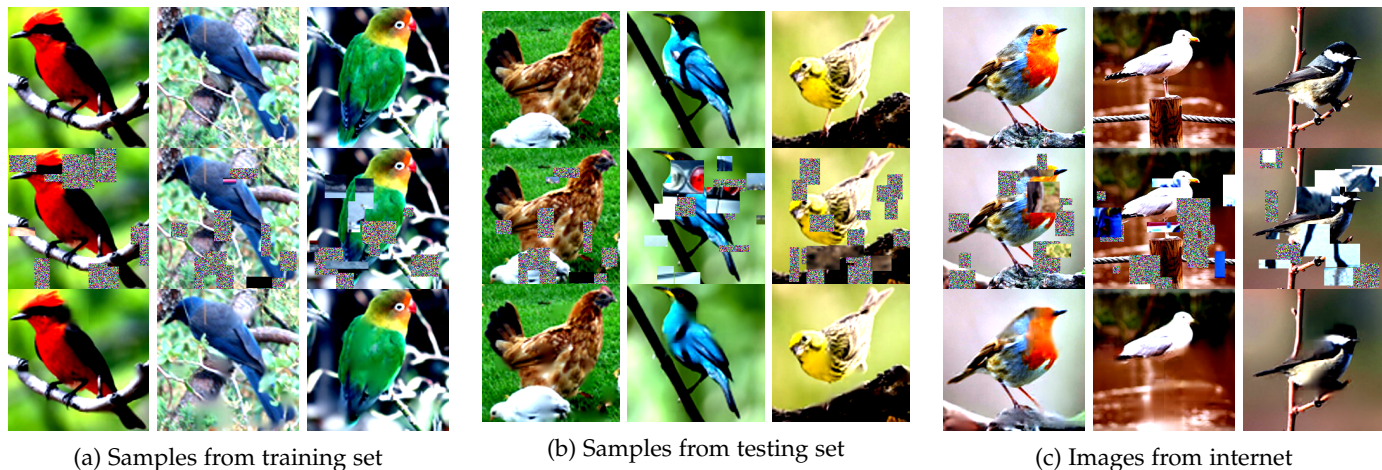 (a) Samples from training set
(b) Samples from testing set
(c) Images from internet